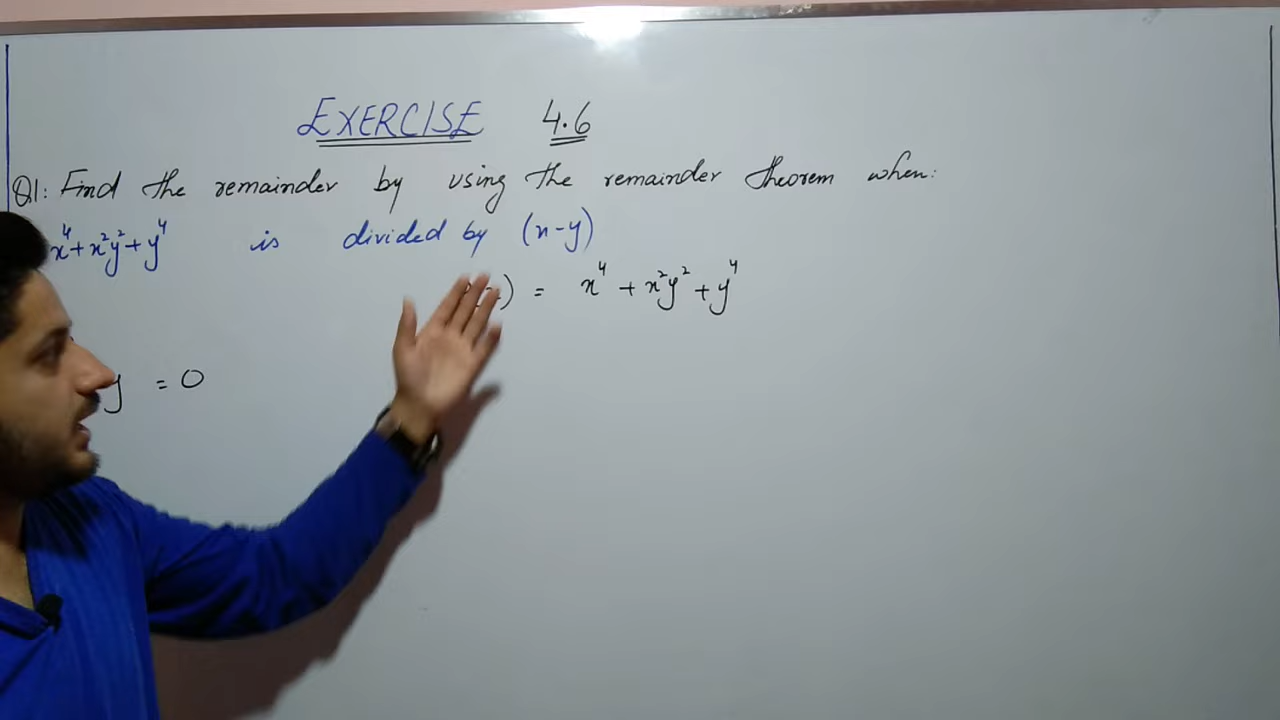 EXERCISE 4.6
Q1: Find the remainder by using the remainder theorem when:
x⁴+x²y²+y⁴ is divided by (x-y)
) = x⁴ + x²y² + y⁴
y = 0